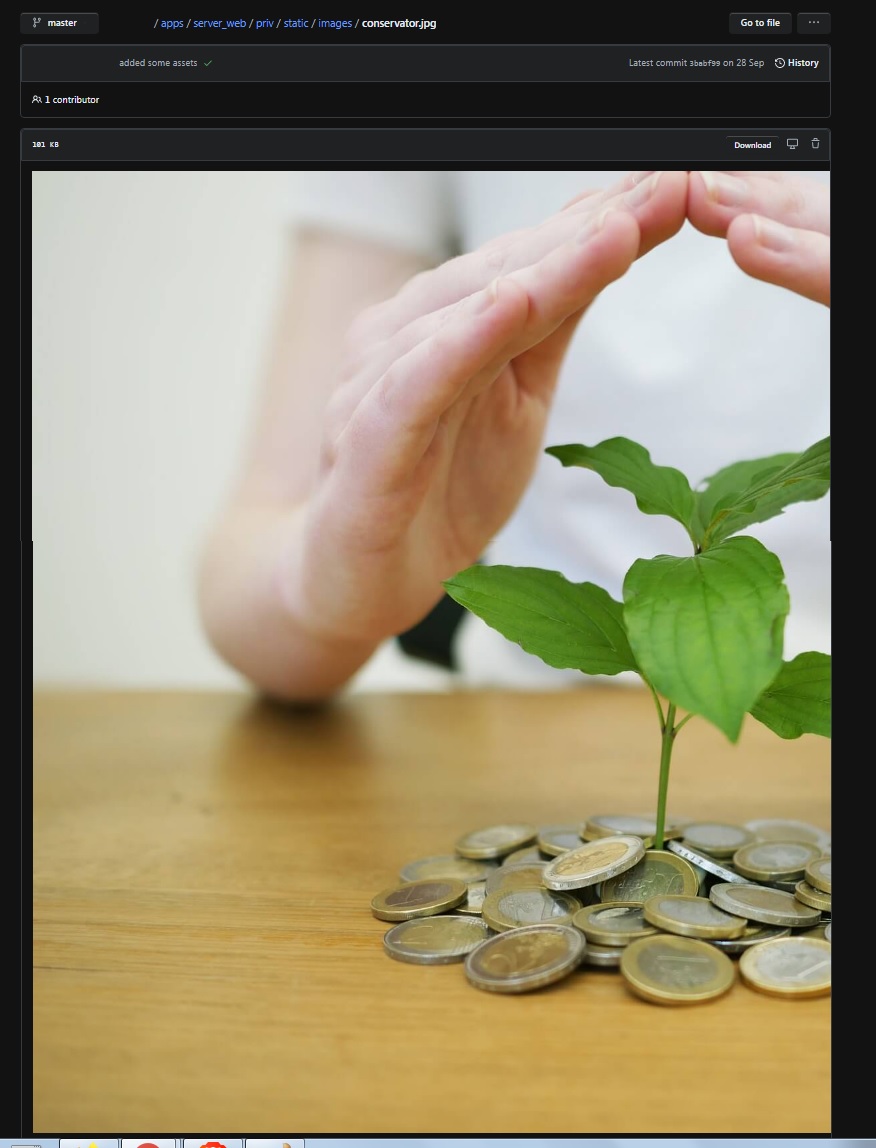 master / apps / server_web / priv / static / images / conservator.jpg Go to file ...
added some assets Latest commit 3babf99 on 28 Sep History
1 contributor
101 KB Download